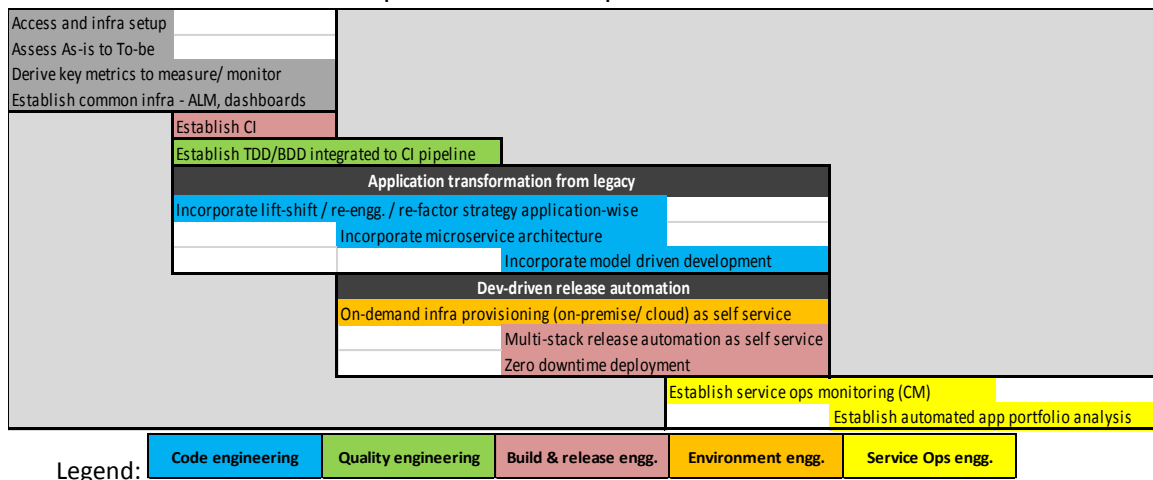 Access and infra setup
Assess As-is to To-be
Derive key metrics to measure/ monitor
Establish common infra - ALM, dashboards
Establish CI
Establish TDD/BDD integrated to CI pipeline
Application transformation from legacy
Incorporate lift-shift / re-engg. / re-factor strategy application-wise
Incorporate microservice architecture
Incorporate model driven development
Dev-driven release automation
On-demand infra provisioning (on-premise/ cloud) as self service
Multi-stack release automation as self service
Zero downtime deployment
Establish service ops monitoring (CM)
Establish automated app portfolio analysis
Legend: Code engineering Quality engineering Build & release engg. Environment engg. Service Ops engg.